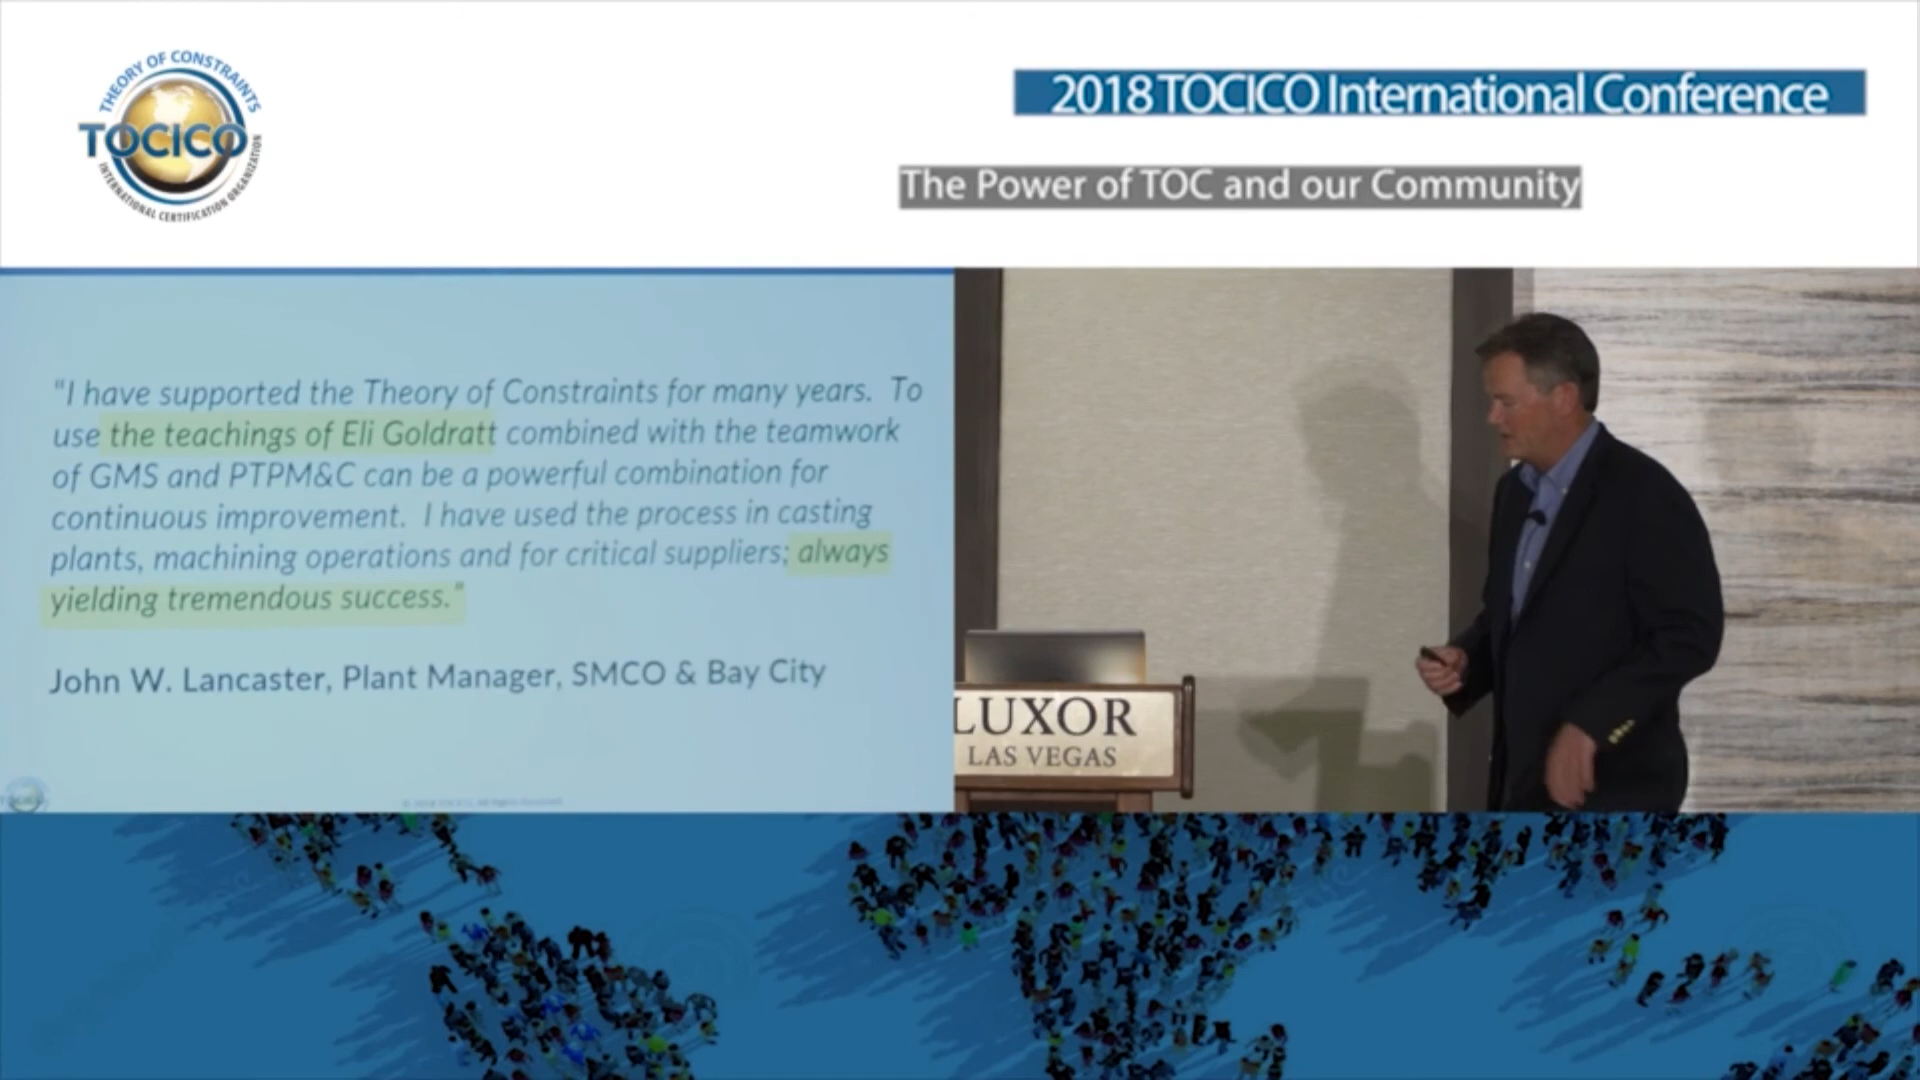 THEORY OF CONSTRAINTS
TOCICO
INTERNATIONAL CERTIFICATION ORGANIZATION
2018 TOCICO International Conference
The Power of TOC and our Community
"I have supported the Theory of Constraints for many years. To
use the teachings of Eli Goldratt combined with the teamwork
of GMS and PTPM&C can be a powerful combination for
continuous improvement. I have used the process in casting
plants, machining operations and for critical suppliers; always
yielding tremendous success."
John W. Lancaster, Plant Manager, SMCO & Bay City
LUXOR
LAS VEGAS